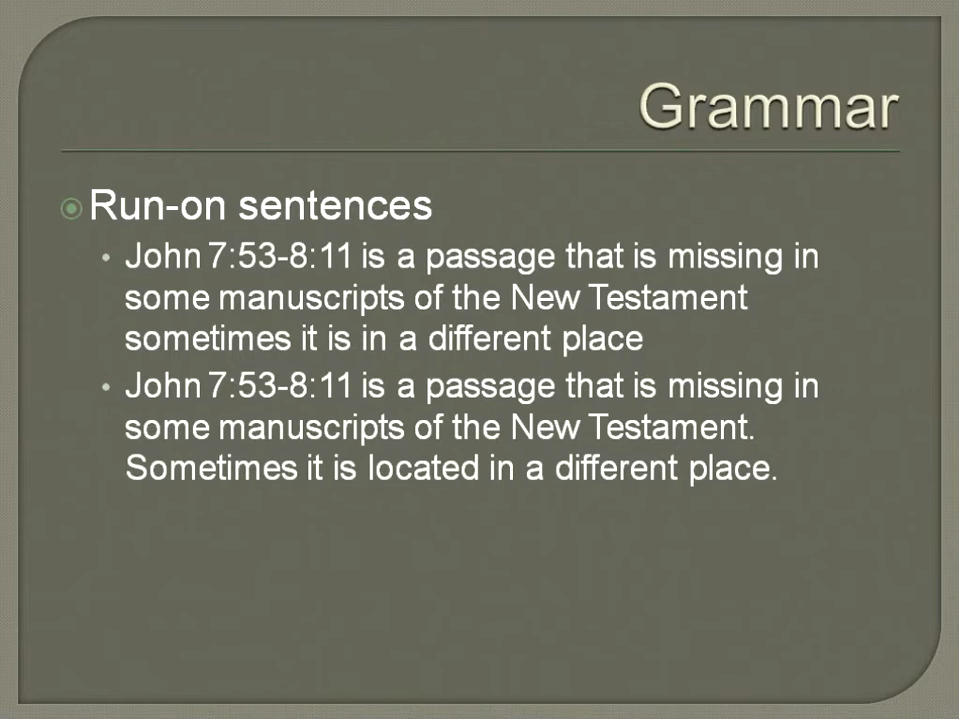 Grammar
Run-on sentences
John 7:53-8:11 is a passage that is missing in
some manuscripts of the New Testament
sometimes it is in a different place
John 7:53-8:11 is a passage that is missing in
some manuscripts of the New Testament.
Sometimes it is located in a different place.